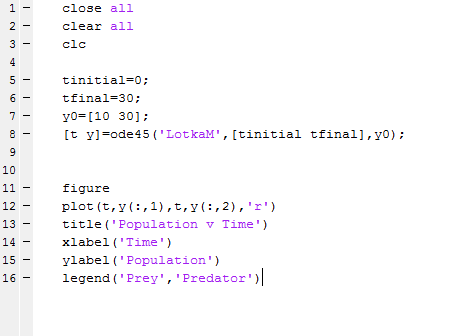 1 - close all
2 - clear all
3 - clc
4
5 - tinitial=0;
6 - tfinal=30;
7 - y0=[10 30];
8 - [t y]=ode45('LotkaM',[tinitial tfinal],y0);
9
10
11 - figure
12 - plot(t,y(:,1),t,y(:,2),'r')
13 - title('Population v Time')
14 - xlabel('Time')
15 - ylabel('Population')
16 - legend('Prey','Predator')